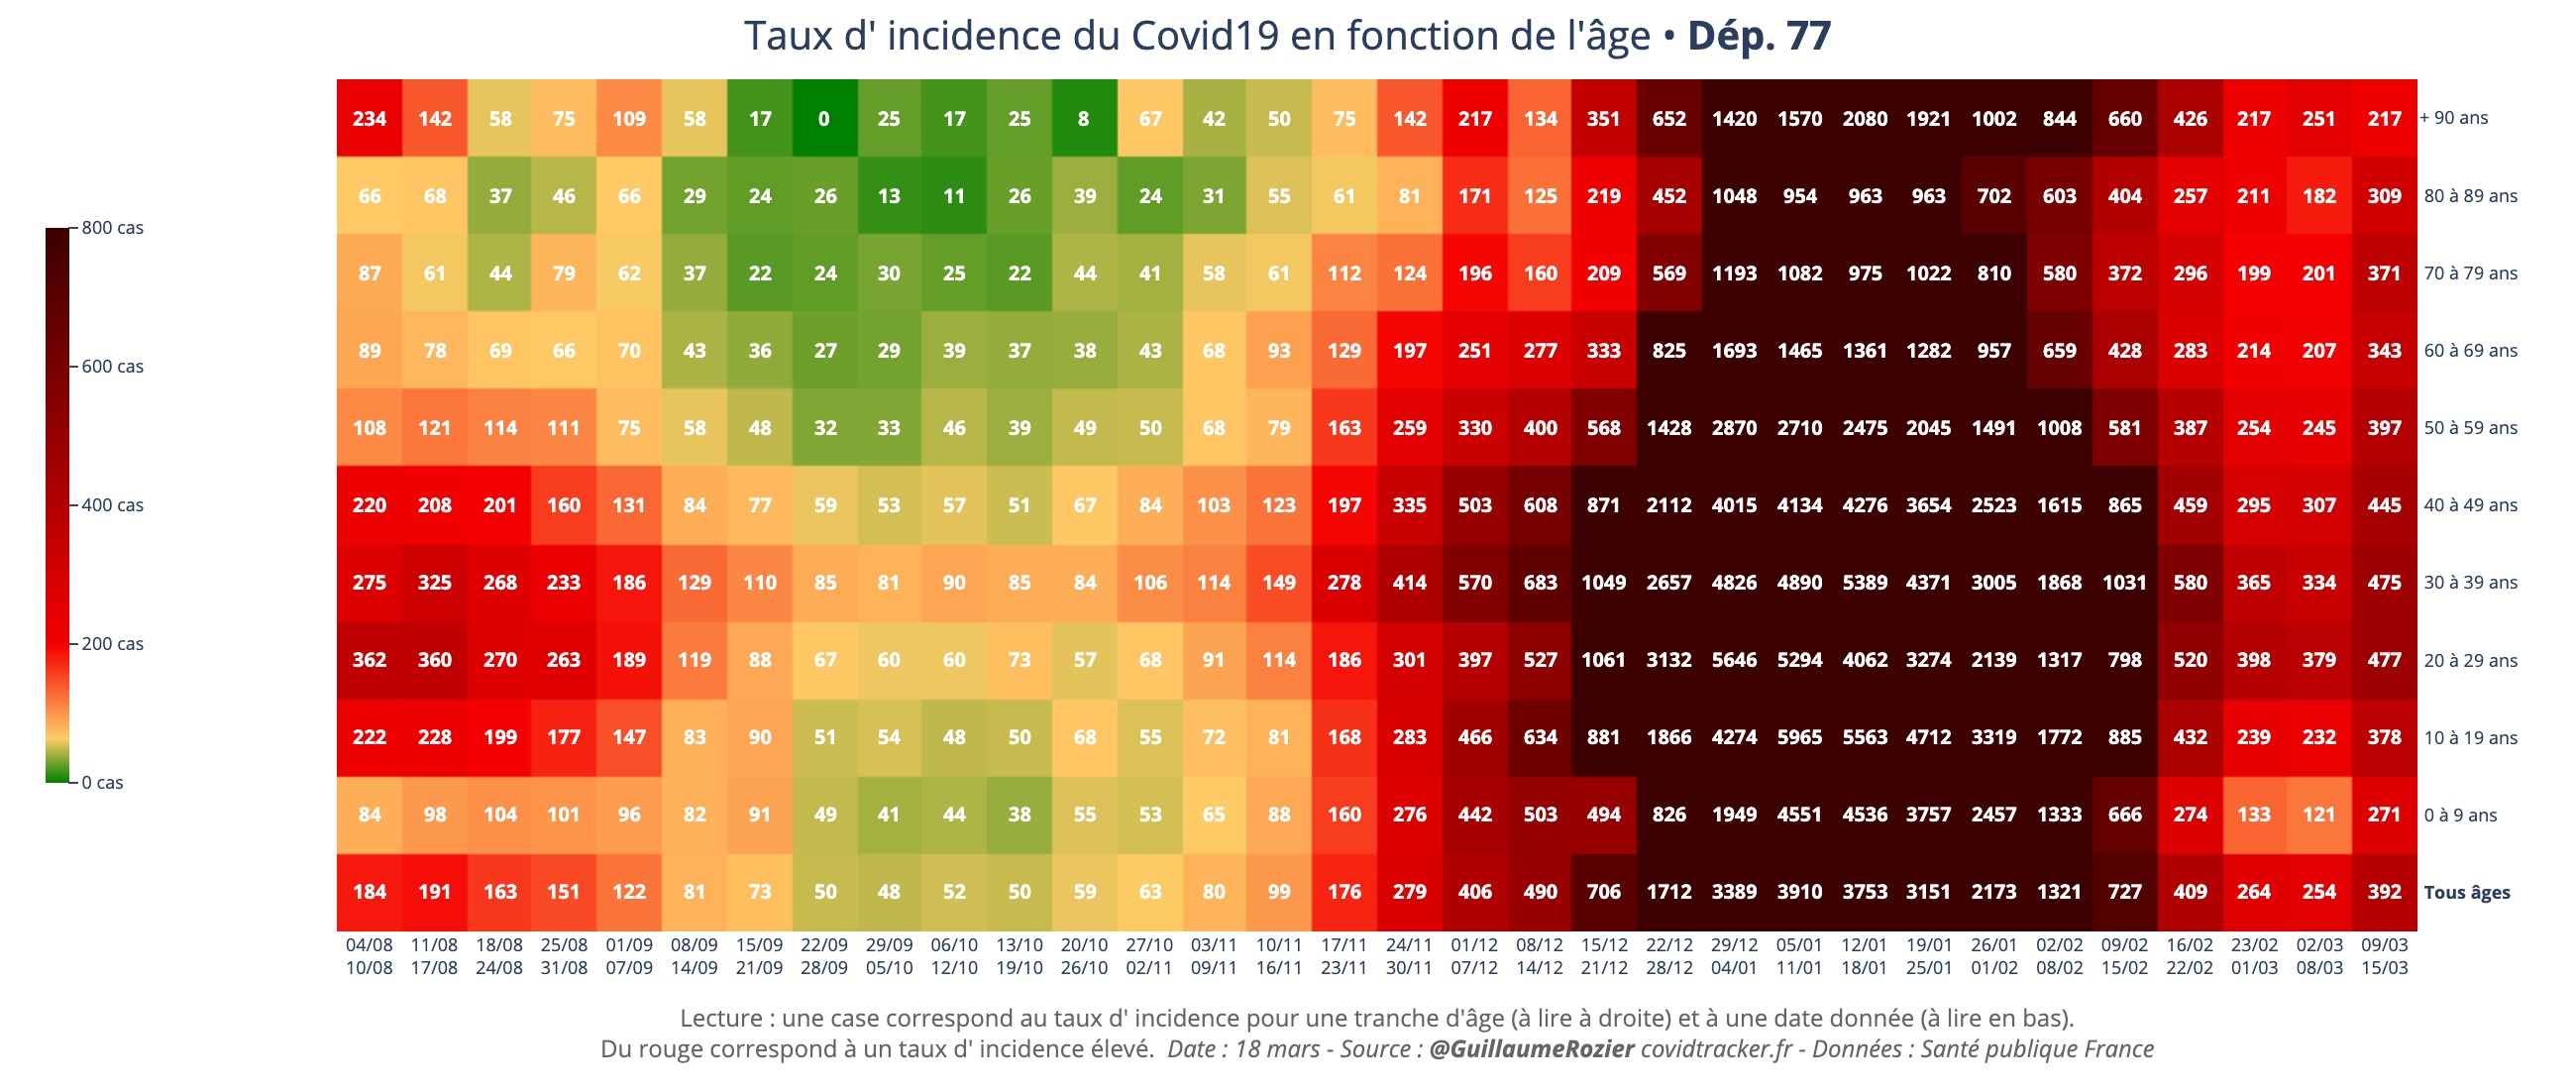 Taux d' incidence du Covid19 en fonction de l'âge • Dép. 77
800 cas
600 cas
400 cas
200 cas
0 cas
234 142 58 75 109 58 17 0 25 17 25 8 67 42 50 75 142 217 134 351 652 1420 1570 2080 1921 1002 844 660 426 217 251 217 + 90 ans
66 68 37 46 66 29 24 26 13 11 26 39 24 31 55 61 81 171 125 219 452 1048 954 963 963 702 603 404 257 211 182 309 80 à 89 ans
87 61 44 79 62 37 22 24 30 25 22 44 41 58 61 112 124 196 160 209 569 1193 1082 975 1022 810 580 372 296 199 201 371 70 à 79 ans
89 78 69 66 70 43 36 27 29 39 37 38 43 68 93 129 197 251 277 333 825 1693 1465 1361 1282 957 659 428 283 214 207 343 60 à 69 ans
108 121 114 111 75 58 48 32 33 46 39 49 50 68 79 163 259 330 400 568 1428 2870 2710 2475 2045 1491 1008 581 387 254 245 397 50 à 59 ans
220 208 201 160 131 84 77 59 53 57 51 67 84 103 123 197 335 503 608 871 2112 4015 4134 4276 3654 2523 1615 865 459 295 307 445 40 à 49 ans
275 325 268 233 186 129 110 85 81 90 85 84 106 114 149 278 414 570 683 1049 2657 4826 4890 5389 4371 3005 1868 1031 580 365 334 475 30 à 39 ans
362 360 270 263 189 119 88 67 60 60 73 57 68 91 114 186 301 397 527 1061 3132 5646 5294 4062 3274 2139 1317 798 520 398 379 477 20 à 29 ans
222 228 199 177 147 83 90 51 54 48 50 68 55 72 81 168 283 466 634 881 1866 4274 5965 5563 4712 3319 1772 885 432 239 232 378 10 à 19 ans
84 98 104 101 96 82 91 49 41 44 38 55 53 65 88 160 276 442 503 494 826 1949 4551 4536 3757 2457 1333 666 274 133 121 271 0 à 9 ans
184 191 163 151 122 81 73 50 48 52 50 59 63 80 99 176 279 406 490 706 1712 3389 3910 3753 3151 2173 1321 727 409 264 254 392 Tous âges
04/08 11/08 18/08 25/08 01/09 08/09 15/09 22/09 29/09 06/10 13/10 20/10 27/10 03/11 10/11 17/11 24/11 01/12 08/12 15/12 22/12 29/12 05/01 12/01 19/01 26/01 02/02 09/02 16/02 23/02 02/03 09/03
10/08 17/08 24/08 31/08 07/09 14/09 21/09 28/09 05/10 12/10 19/10 26/10 02/11 09/11 16/11 23/11 30/11 07/12 14/12 21/12 28/12 04/01 11/01 18/01 25/01 01/02 08/02 15/02 22/02 01/03 08/03 15/03
Lecture : une case correspond au taux d' incidence pour une tranche d'âge (à lire à droite) et à une date donnée (à lire en bas).
Du rouge correspond à un taux d' incidence élevé. Date : 18 mars - Source : @GuillaumeRozier covidtracker.fr - Données : Santé publique France